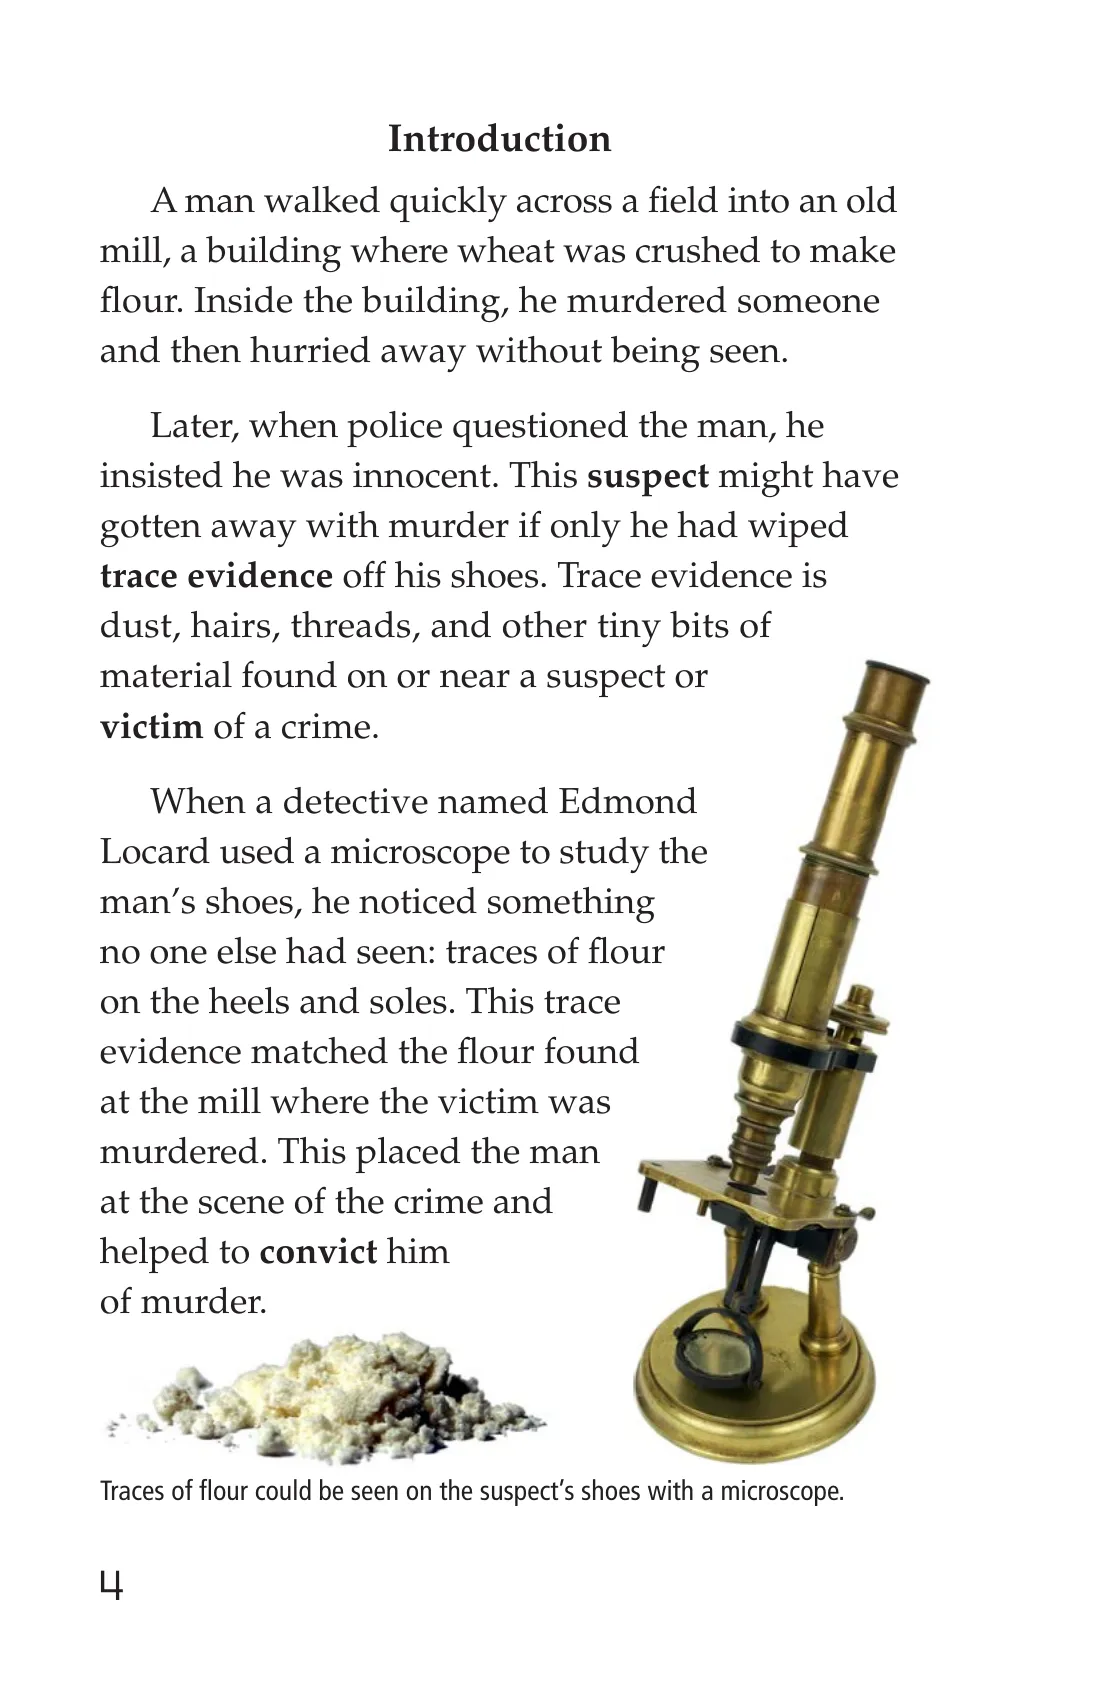 Introduction
A man walked quickly across a field into an old
mill, a building where wheat was crushed to make
flour. Inside the building, he murdered someone
and then hurried away without being seen.
Later, when police questioned the man, he
insisted he was innocent. This suspect might have
gotten away with murder if only he had wiped
trace evidence off his shoes. Trace evidence is
dust, hairs, threads, and other tiny bits of
material found on or near a suspect or
victim of a crime.
When a detective named Edmond
Locard used a microscope to study the
man’s shoes, he noticed something
no one else had seen: traces of flour
on the heels and soles. This trace
evidence matched the flour found
at the mill where the victim was
murdered. This placed the man
at the scene of the crime and
helped to convict him
of murder.
Traces of flour could be seen on the suspect’s shoes with a microscope.
4